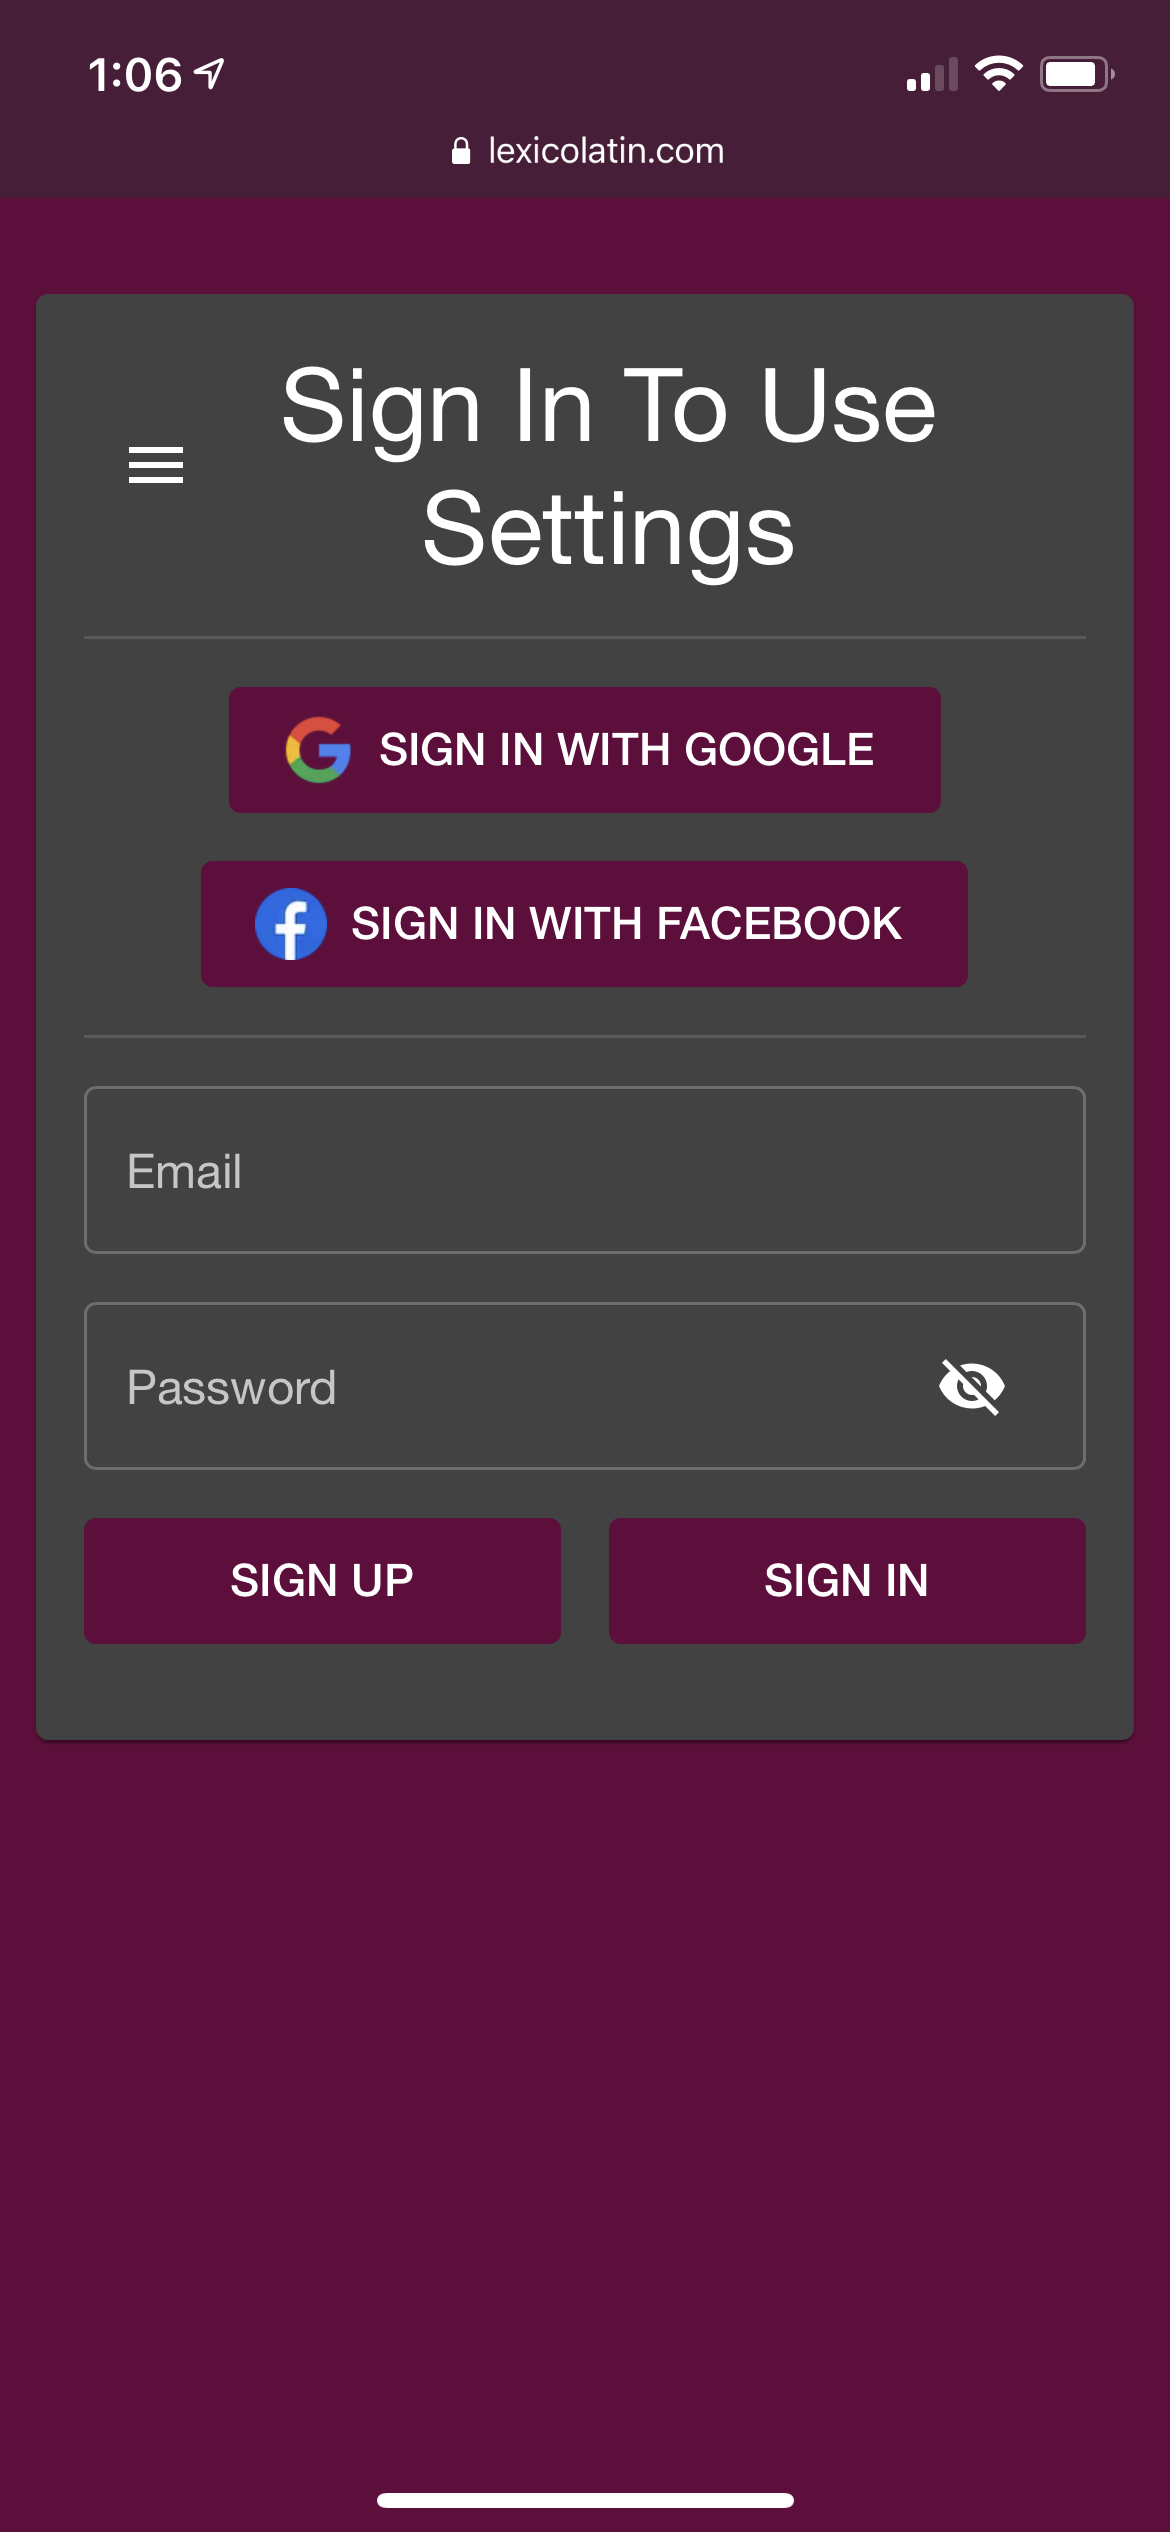 1:06
lexicolatin.com
Sign In To Use
Settings
SIGN IN WITH GOOGLE
SIGN IN WITH FACEBOOK
Email
Password
SIGN UP
SIGN IN